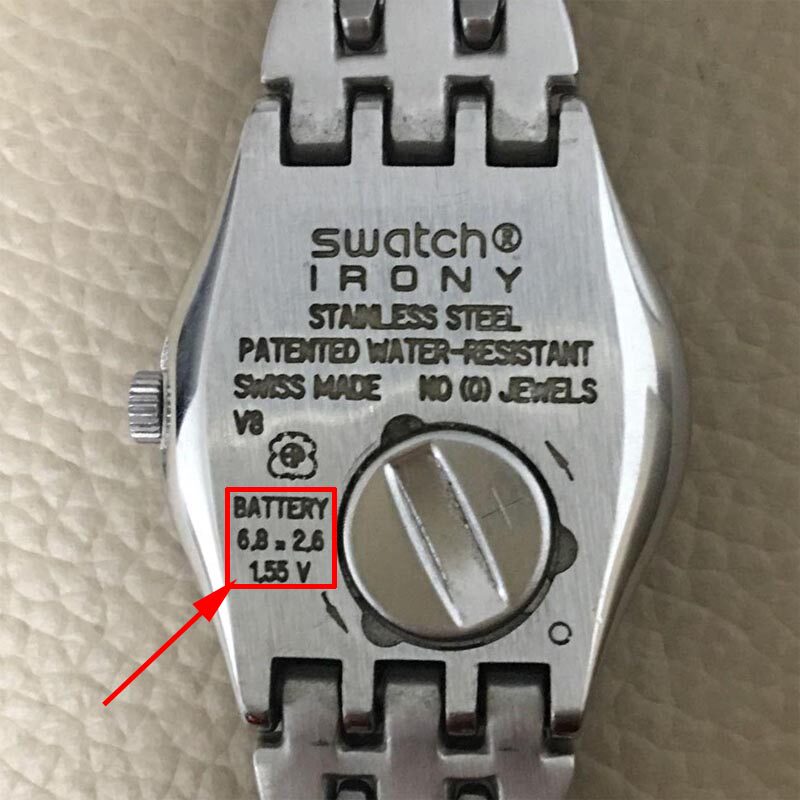 swatch®
IRONY
STAINLESS STEEL
PATENTED WATER-RESISTANT
SWISS MADE NO (0) JEWELS
V8
EP
BATTERY
6,8 x 2,6
1,55 V
+